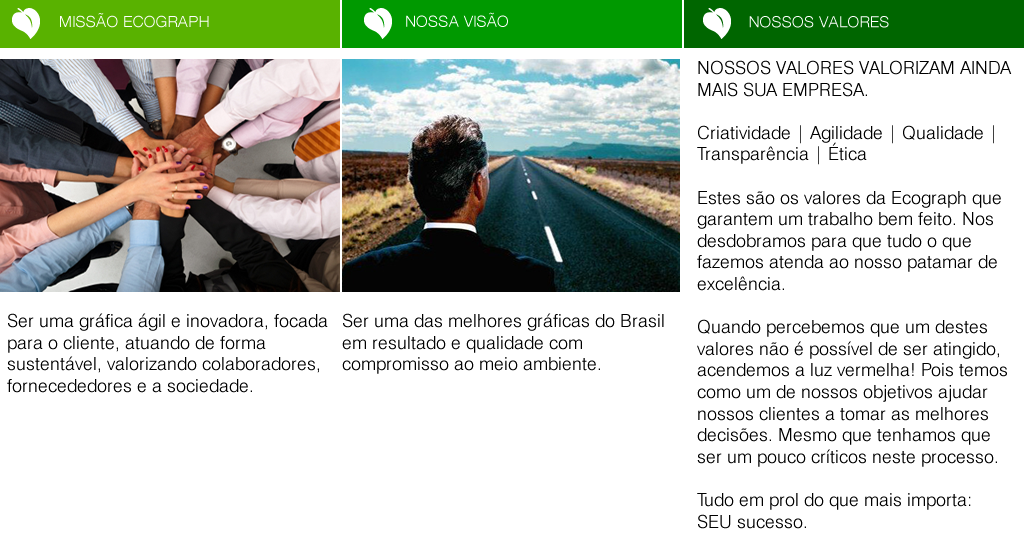 MISSÃO ECOGRAPH
Ser uma gráfica ágil e inovadora, focada
para o cliente, atuando de forma
sustentável, valorizando colaboradores,
fornecededores e a sociedade.
NOSSA VISÃO
Ser uma das melhores gráficas do Brasil
em resultado e qualidade com
compromisso ao meio ambiente.
NOSSOS VALORES
NOSSOS VALORES VALORIZAM AINDA
MAIS SUA EMPRESA.
Criatividade | Agilidade | Qualidade |
Transparência | Ética
Estes são os valores da Ecograph que
garantem um trabalho bem feito. Nos
desdobramos para que tudo o que
fazemos atenda ao nosso patamar de
excelência.
Quando percebemos que um destes
valores não é possível de ser atingido,
acendemos a luz vermelha! Pois temos
como um de nossos objetivos ajudar
nossos clientes a tomar as melhores
decisões. Mesmo que tenhamos que
ser um pouco críticos neste processo.
Tudo em prol do que mais importa:
SEU sucesso.